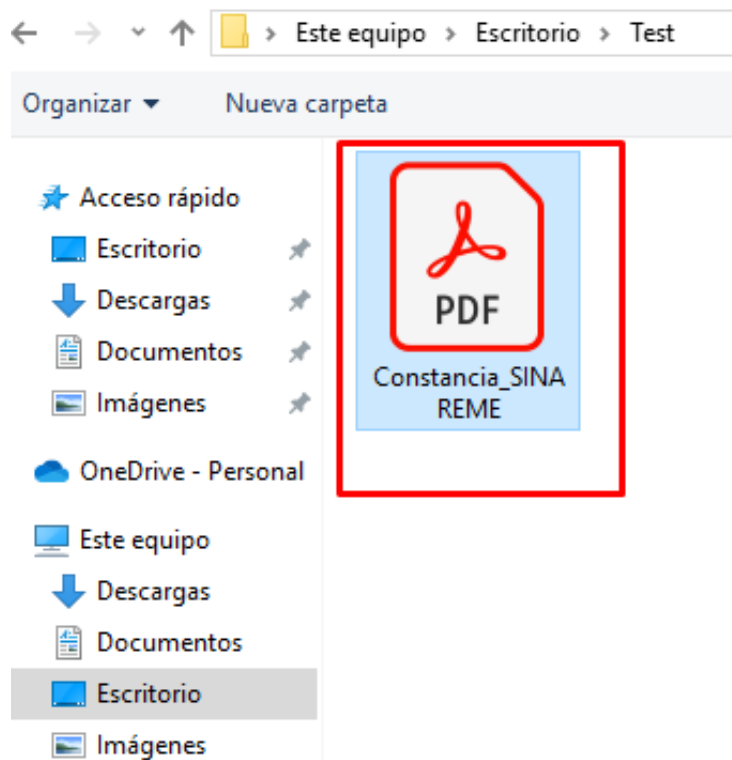 Este equipo > Escritorio > Test
Organizar Nueva carpeta
Acceso rápido
Escritorio
Descargas
Documentos
Imágenes
OneDrive - Personal
Este equipo
Descargas
Documentos
Escritorio
Imágenes
PDF
Constancia_SINA
REME